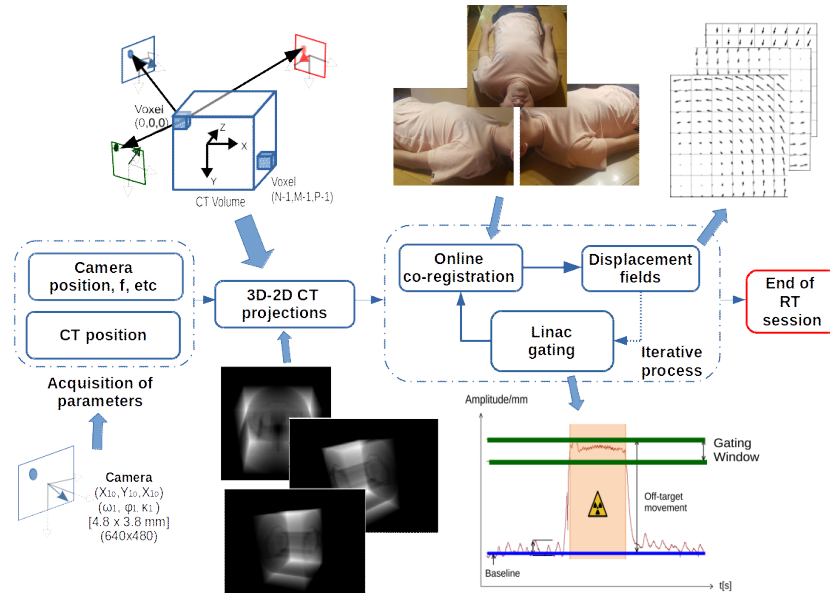 Voxel
(0,0,0)
Z
X
Y
CT Volume
Voxel
(N-1,M-1,P-1)
Camera
position, f, etc
CT position
Acquisition of
parameters
3D-2D CT
projections
Online
co-registration
Displacement
fields
Linac
gating
Iterative
process
End of
RT
session
Camera
(X10,Y10,X10)
(ω1, φ1, κ1)
[4.8 x 3.8 mm]
(640x480)
Amplitude/mm
Gating
Window
Off-target
movement
Baseline
t[s]